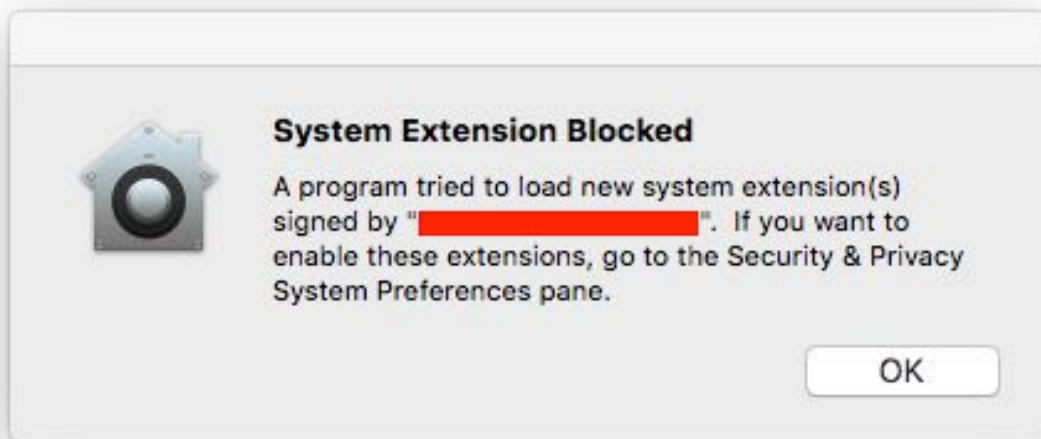 System Extension Blocked
A program tried to load new system extension(s)
signed by "                    ".  If you want to
enable these extensions, go to the Security & Privacy
System Preferences pane.
OK